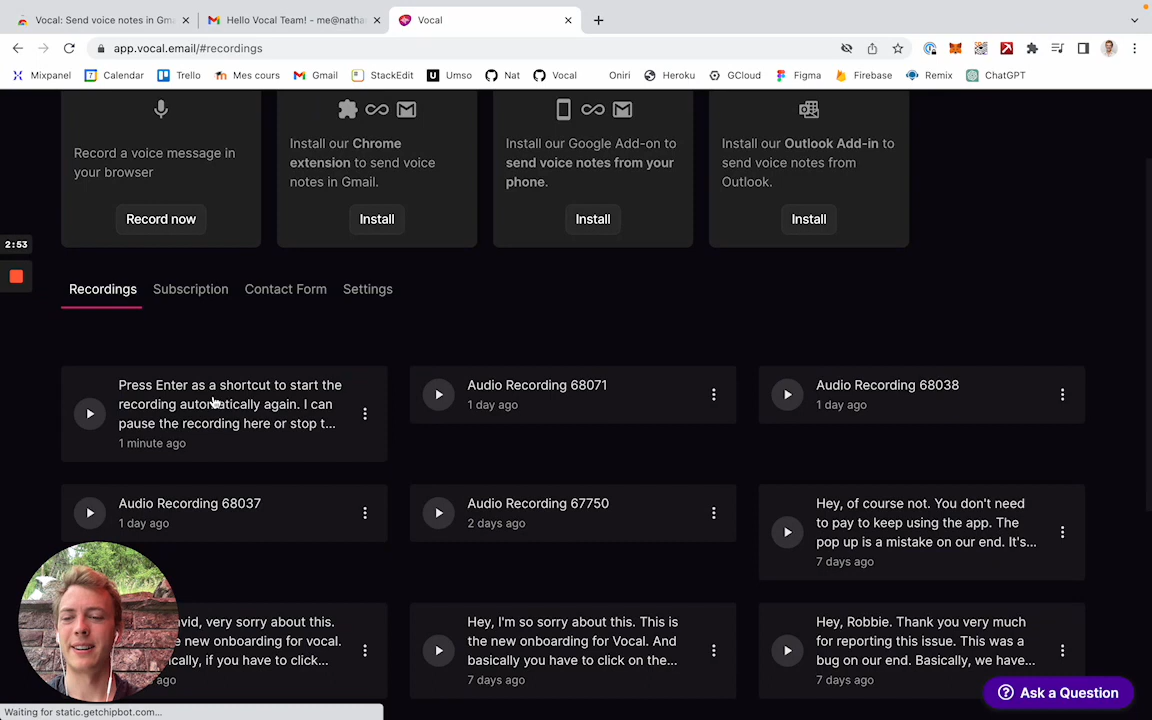 Vocal: Send voice notes in Gma
Hello Vocal Team! - me@natha
Vocal
app.vocal.email/#recordings
Mixpanel
Calendar
Trello
Mes cours
Gmail
StackEdit
Umso
Nat
Vocal
Oniri
Heroku
GCloud
Figma
Firebase
Remix
ChatGPT
Record a voice message in
your browser
Record now
Install our Chrome
extension to send voice
notes in Gmail.
Install
Install our Google Add-on to
send voice notes from your
phone.
Install
Install our Outlook Add-in to
send voice notes from
Outlook.
Install
2:53
Recordings
Subscription
Contact Form
Settings
Press Enter as a shortcut to start the
recording automatically again. I can
pause the recording here or stop t...
1 minute ago
Audio Recording 68071
1 day ago
Audio Recording 68038
1 day ago
Audio Recording 68037
1 day ago
Audio Recording 67750
2 days ago
Hey, of course not. You don't need
to pay to keep using the app. The
pop up is a mistake on our end. It's...
7 days ago
avid, very sorry about this.
new onboarding for vocal.
cally, if you have to click...
ago
Hey, I'm so sorry about this. This is
the new onboarding for Vocal. And
basically you have to click on the...
7 days ago
Hey, Robbie. Thank you very much
for reporting this issue. This was a
bug on our end. Basically, we have...
7 days ago
Ask a Question
Waiting for static.getchipbot.com...